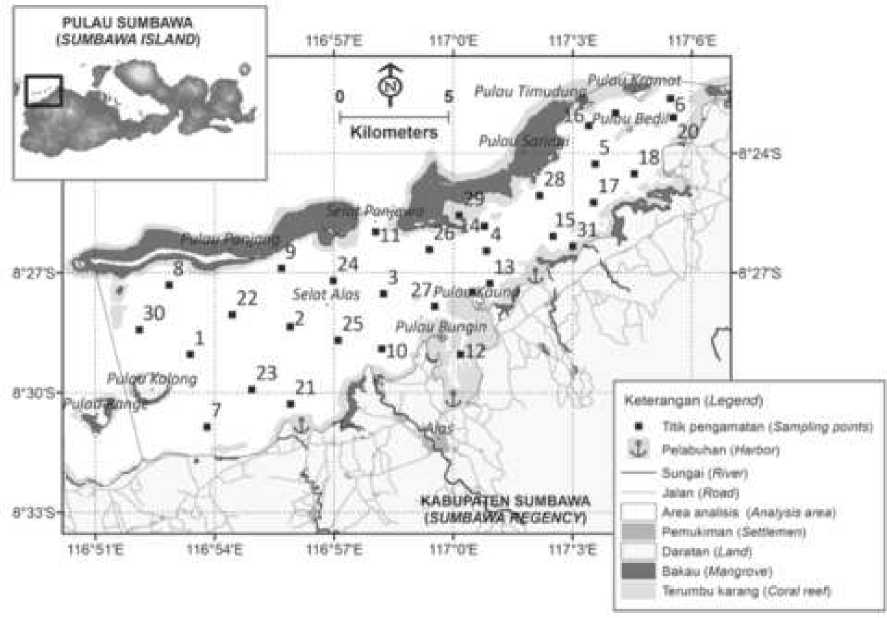 PULAU SUMBAWA
(SUMBAWA ISLAND)
116°57'E
117°0'E
117°3'E
117°6'E
N
0
5
Kilometers
Pulau Kramat
Pulau Timudung
16
6
Pulau Bedil
20
8°24'S
5
18
28
17
29
Selat Panjawa
14
15
31
11
26
4
Pulau Panjang
9
8°27'S
8°27'S
8
24
3
13
Selat Alas
27
Pulau Kaung
22
30
2
25
Pulau Bungin
1
10
12
Pulau Kalong
23
21
8°30'S
7
Alas
8°33'S
KABUPATEN SUMBAWA
(SUMBAWA REGENCY)
116°51'E
116°54'E
116°57'E
117°0'E
117°3'E
Keterangan (Legend)
Titik pengamatan (Sampling points)
Pelabuhan (Harbor)
Sungai (River)
Jalan (Road)
Area analisis (Analysis area)
Pemukiman (Settlemen)
Daratan (Land)
Bakau (Mangrove)
Terumbu karang (Coral reef)